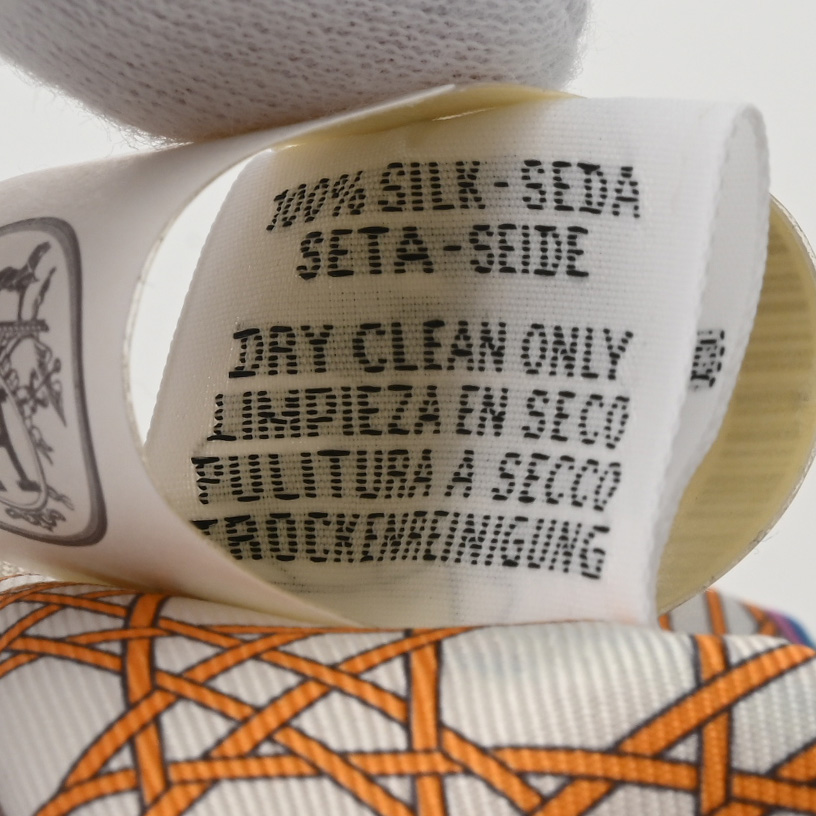 100% SILK-SEDA
SETA-SEIDE
DRY CLEAN ONLY
LIMPIEZA EN SECO
PULITURA A SECCO
TROCKENREINIGUNG